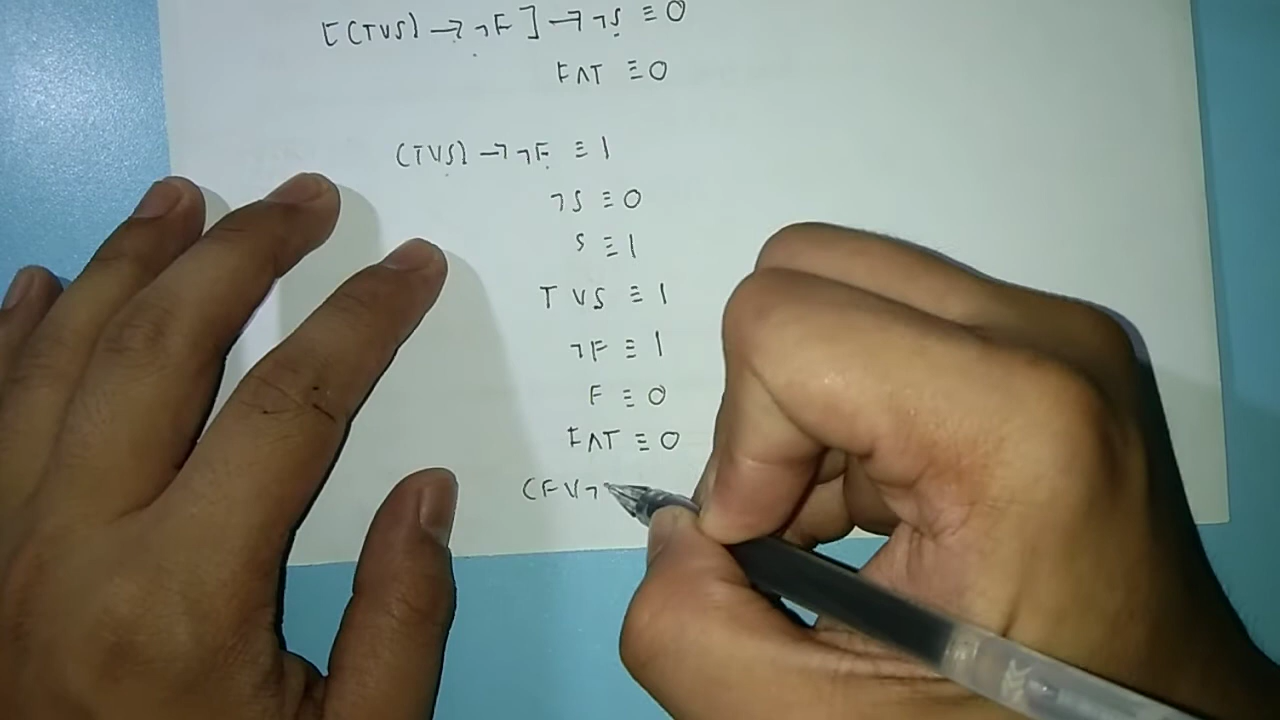 [(T∨S) → ¬F] → ¬S ≡ 0
F∧T ≡ 0
(T∨S) → ¬F ≡ 1
¬S ≡ 0
S ≡ 1
T ∨ S ≡ 1
¬F ≡ 1
F ≡ 0
F∧T ≡ 0
(F∨¬